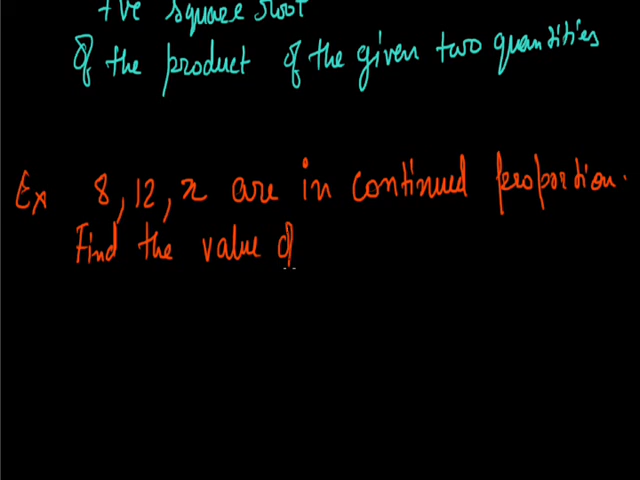 +ve square root
Of the product of the given two quantities
Ex 8, 12, x are in continued proportion.
Find the value of